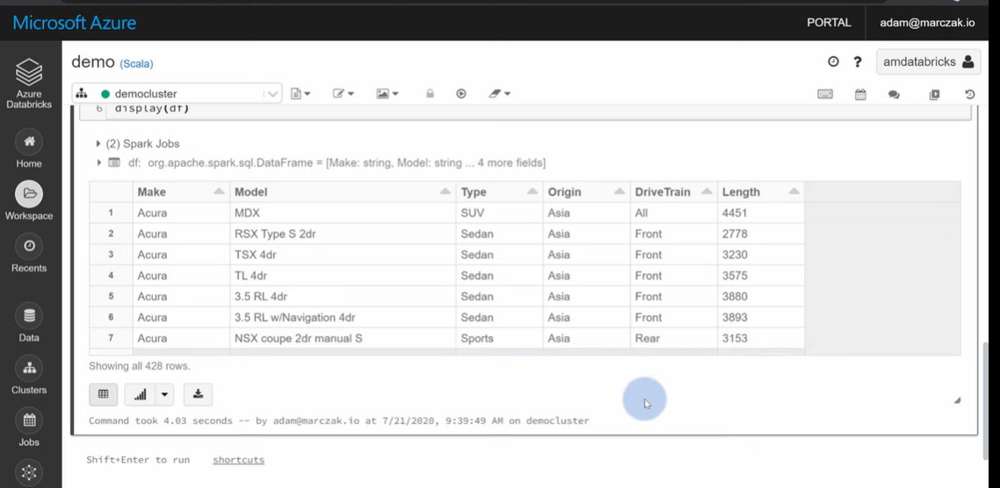 Microsoft Azure PORTAL adam@marczak.io
demo (Scala) ? amdatabricks
Azure
Databricks
democluster
6 display(df)
(2) Spark Jobs
df: org.apache.spark.sql.DataFrame = [Make: string, Model: string ... 4 more fields]
Home
Make Model Type Origin DriveTrain Length
Workspace
1 Acura MDX SUV Asia All 4451
2 Acura RSX Type S 2dr Sedan Asia Front 2778
3 Acura TSX 4dr Sedan Asia Front 3230
Recents
4 Acura TL 4dr Sedan Asia Front 3575
5 Acura 3.5 RL 4dr Sedan Asia Front 3880
6 Acura 3.5 RL w/Navigation 4dr Sedan Asia Front 3893
7 Acura NSX coupe 2dr manual S Sports Asia Rear 3153
Data
Showing all 428 rows.
Clusters
Command took 4.03 seconds -- by adam@marczak.io at 7/21/2020, 9:39:49 AM on democluster
Jobs
Shift+Enter to run shortcuts